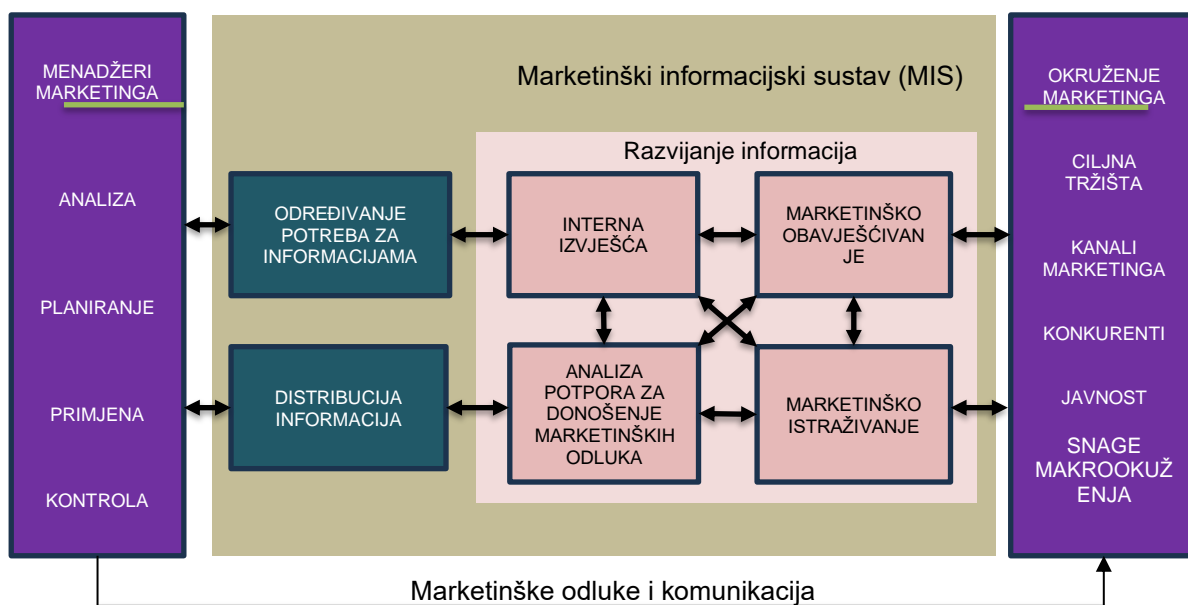 MENADŽERI
MARKETINGA
ANALIZA
PLANIRANJE
PRIMJENA
KONTROLA
Marketinški informacijski sustav (MIS)
ODREĐIVANJE
POTREBA ZA
INFORMACIJAMA
DISTRIBUCIJA
INFORMACIJA
Razvijanje informacija
INTERNA
IZVJEŠĆA
MARKETINŠKO
OBAVJEŠĆIVAN
JE
ANALIZA
POTPORA ZA
DONOŠENJE
MARKETINŠKIH
ODLUKA
MARKETINŠKO
ISTRAŽIVANJE
OKRUŽENJE
MARKETINGA
CILJNA
TRŽIŠTA
KANALI
MARKETINGA
KONKURENTI
JAVNOST
SNAGE
MAKROOKUŽ
ENJA
Marketinške odluke i komunikacija